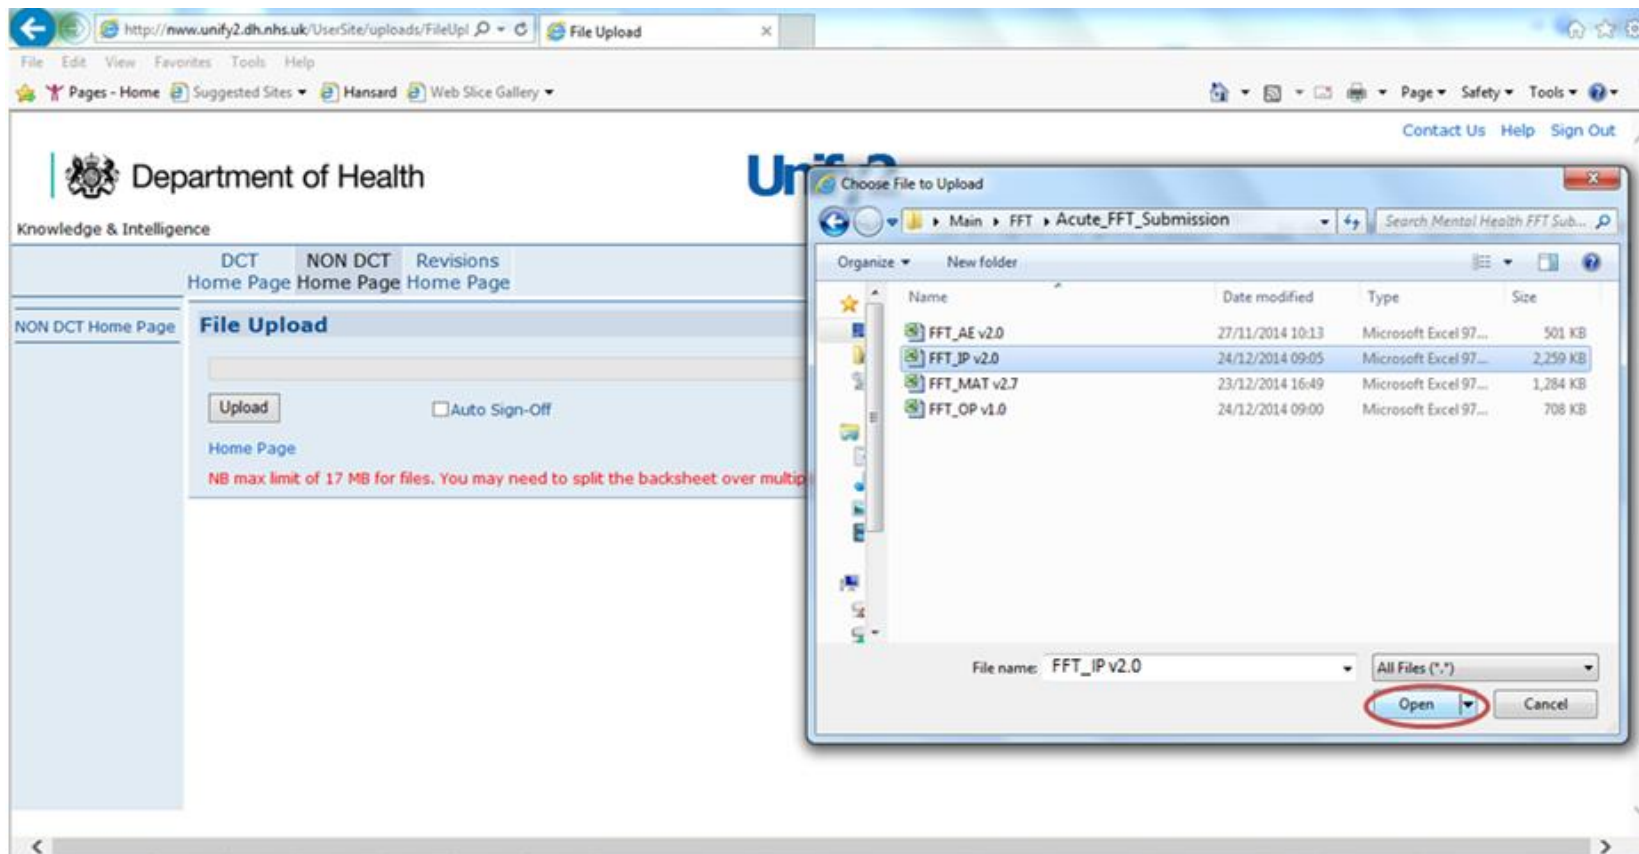 http://nww.unify2.dh.nhs.uk/UserSite/uploads/FileUpl
File Upload
File Edit View Favorites Tools Help
Pages - Home Suggested Sites Hansard Web Slice Gallery
Page Safety Tools
Contact Us Help Sign Out
Department of Health
Knowledge & Intelligence
DCT Home Page
NON DCT Home Page
Revisions Home Page
NON DCT Home Page
File Upload
Upload
Auto Sign-Off
Home Page
NB max limit of 17 MB for files. You may need to split the backsheet over multip
Choose File to Upload
Main FFT Acute_FFT_Submission
Search Mental Health FFT Sub...
Organize New folder
Name Date modified Type Size
FFT_AE v2.0 27/11/2014 10:13 Microsoft Excel 97... 501 KB
FFT_IP v2.0 24/12/2014 09:05 Microsoft Excel 97... 2,259 KB
FFT_MAT v2.7 23/12/2014 16:49 Microsoft Excel 97... 1,284 KB
FFT_OP v1.0 24/12/2014 09:00 Microsoft Excel 97... 708 KB
File name: FFT_IP v2.0
All Files (*.*)
Open Cancel